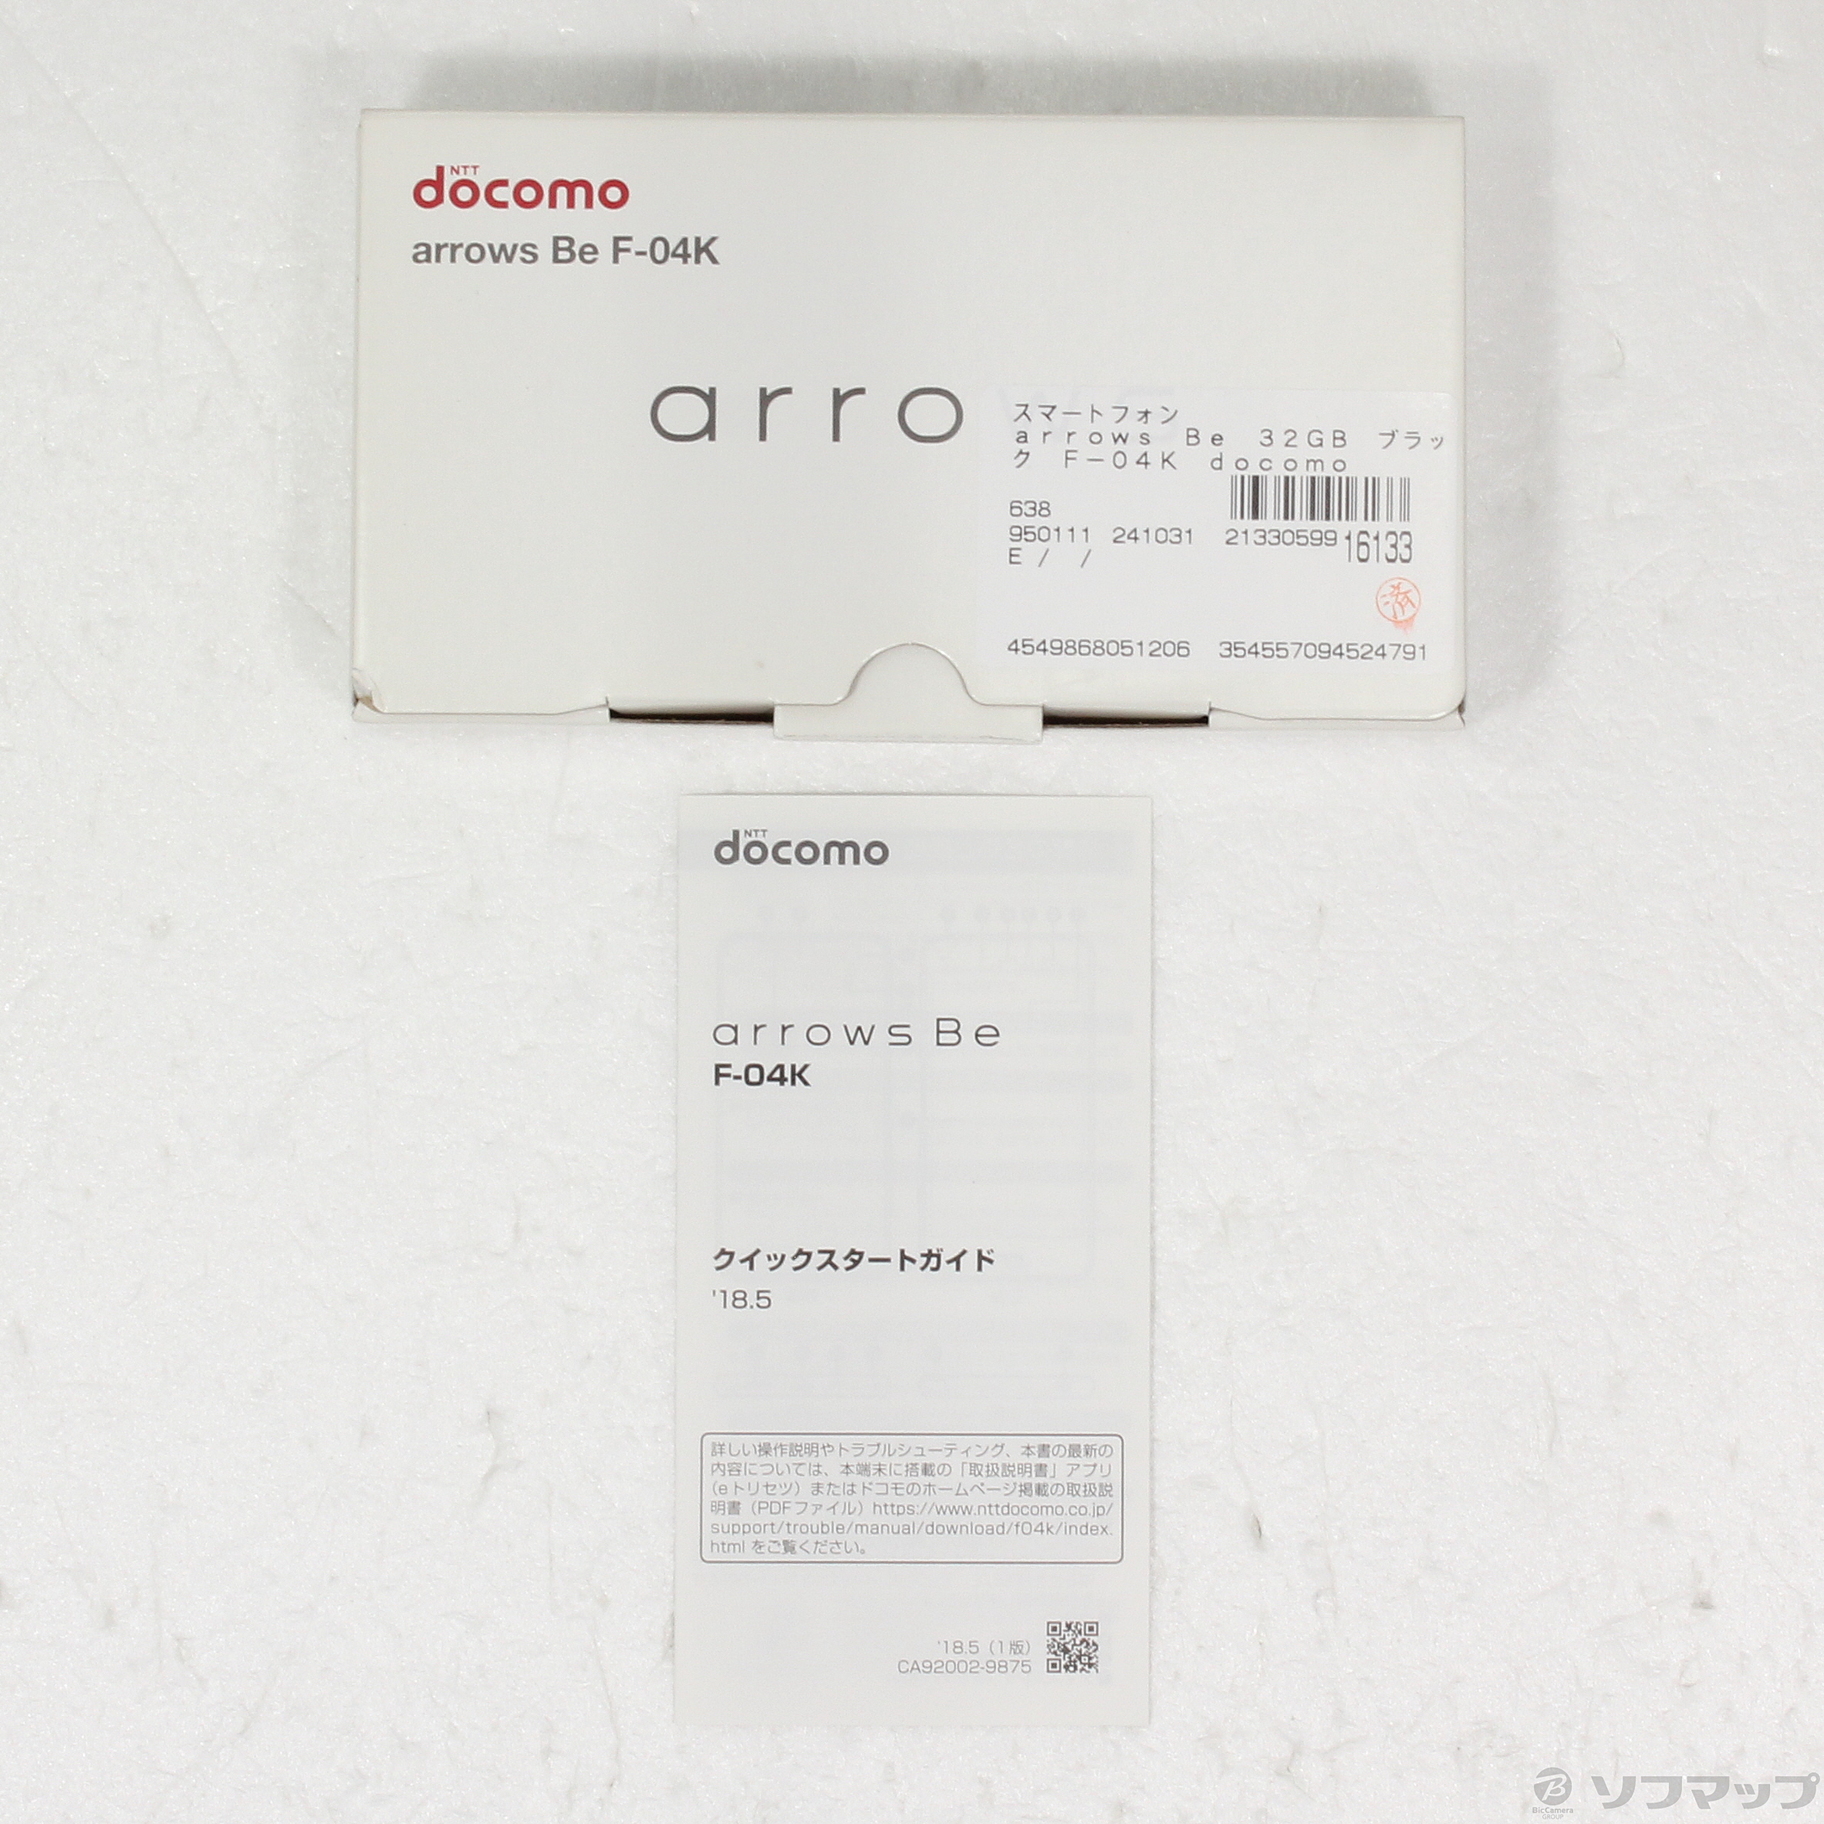 NTT
docomo
arrows Be F-04K
arro
スマートフォン
arrows Be 32GB ブラッ
ク F-04K docomo
638
950111 241031 21330599 16133
E / /
済
4549868051206 354557094524791
NTT
docomo
arrows Be
F-04K
クイックスタートガイド
'18.5
詳しい操作説明やトラブルシューティング、本書の最新の
内容については、本端末に搭載の「取扱説明書」アプリ
(eトリセツ)またはドコモのホームページ掲載の取扱説
明書(PDFファイル)https://www.nttdocomo.co.jp/
support/trouble/manual/download/f04k/index.
html をご覧ください。
'18.5(1版)
CA92002-9875
B
BicCamera
GROUP
ソフマップ